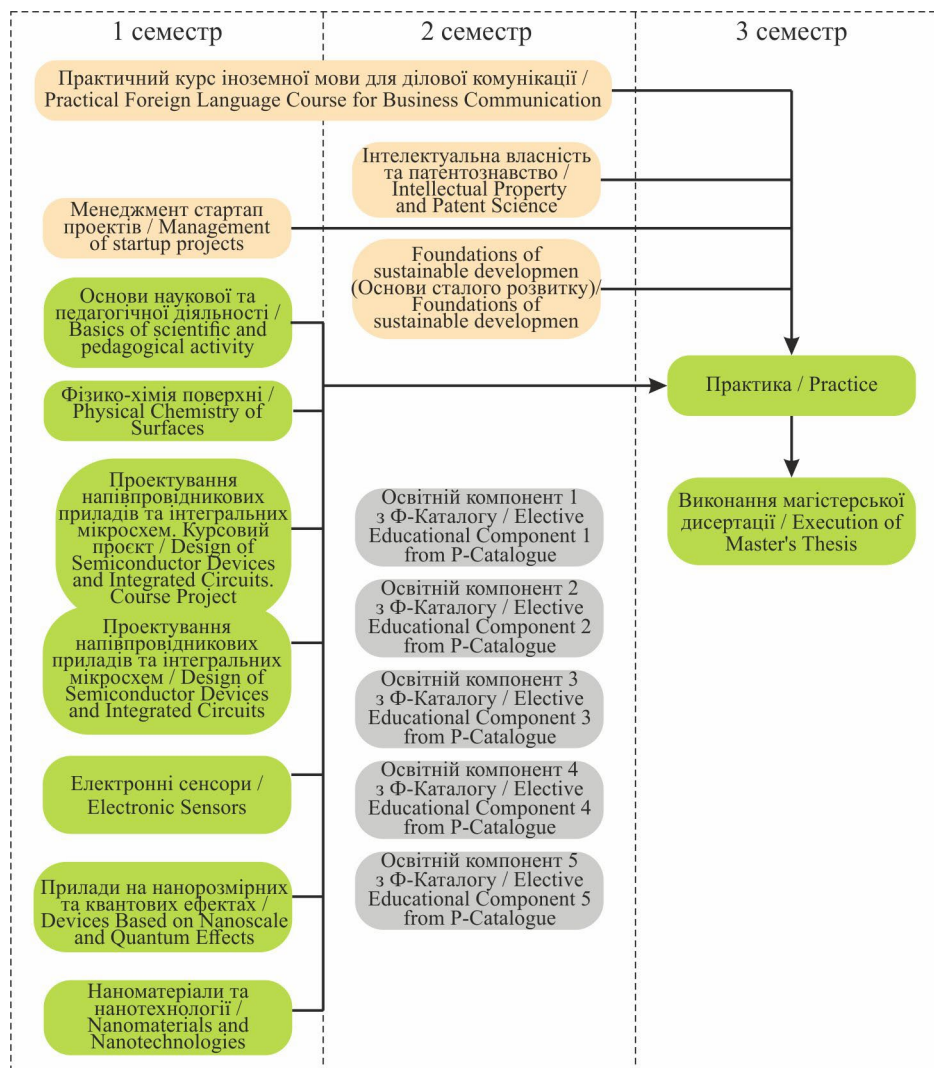 1 семестр
2 семестр
3 семестр
Практичний курс іноземної мови для ділової комунікації /
Practical Foreign Language Course for Business Communication
Інтелектуальна власність
та патентознавство /
Intellectual Property
and Patent Science
Менеджмент стартап
проектів / Management
of startup projects
Foundations of
sustainable developmen
(Основи сталого розвитку)/
Foundations of
sustainable developmen
Основи наукової та
педагогічної діяльності /
Basics of scientific and
pedagogical activity
Практика / Practice
Фізико-хімія поверхні /
Physical Chemistry of
Surfaces
Проектування
напівпровідникових
приладів та інтегральних
мікросхем. Курсовий
проєкт / Design of
Semiconductor Devices
and Integrated Circuits.
Course Project
Освітній компонент 1
з Ф-Каталогу / Elective
Educational Component 1
from P-Catalogue
Виконання магістерської
дисертації / Execution of
Master's Thesis
Освітній компонент 2
з Ф-Каталогу / Elective
Educational Component 2
from P-Catalogue
Проектування
напівпровідникових
приладів та інтегральних
мікросхем / Design of
Semiconductor Devices
and Integrated Circuits
Освітній компонент 3
з Ф-Каталогу / Elective
Educational Component 3
from P-Catalogue
Електронні сенсори /
Electronic Sensors
Освітній компонент 4
з Ф-Каталогу / Elective
Educational Component 4
from P-Catalogue
Прилади на нанорозмірних
та квантових ефектах /
Devices Based on Nanoscale
and Quantum Effects
Освітній компонент 5
з Ф-Каталогу / Elective
Educational Component 5
from P-Catalogue
Наноматеріали та
нанотехнології /
Nanomaterials and
Nanotechnologies